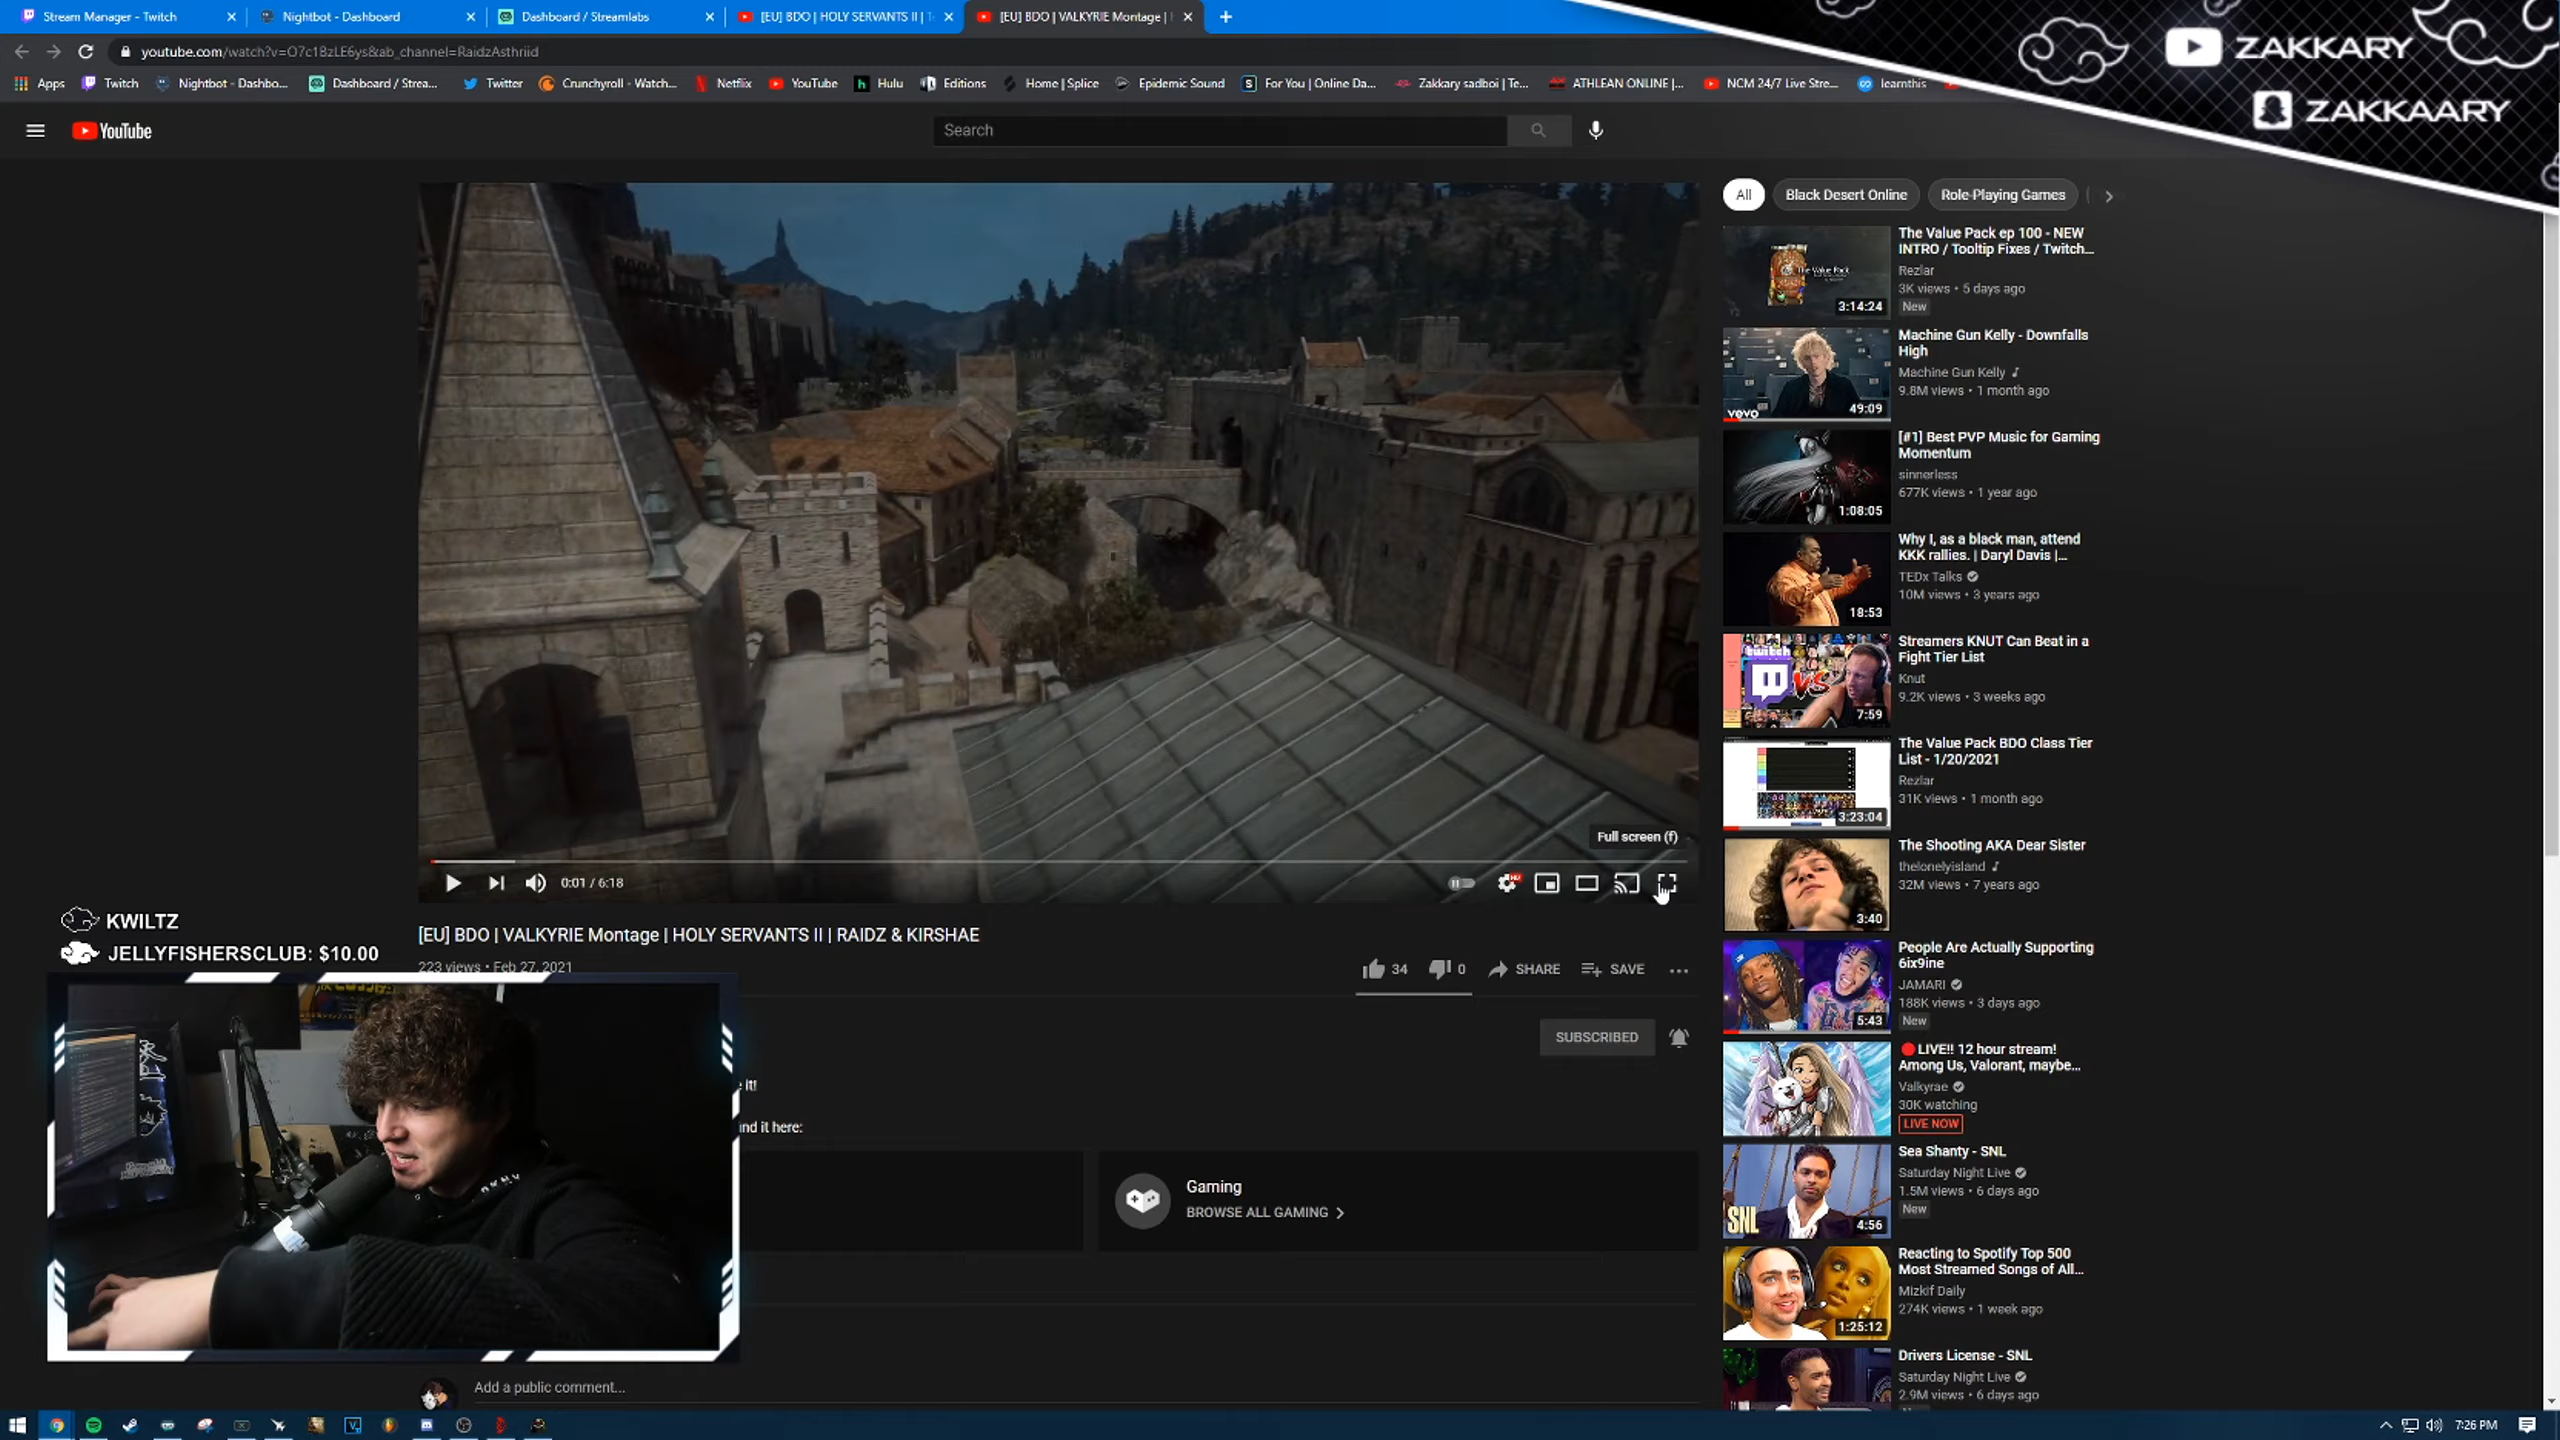 Stream Manager - Twitch
Nightbot - Dashboard
Dashboard / Streamlabs
[EU] BDO | HOLY SERVANTS II |
[EU] BDO | VALKYRIE Montage |
youtube.com/watch?v=O7c18zLE6ys&ab_channel=RaidzAsthriid
Apps
Twitch
Nightbot - Dashbo...
Dashboard / Strea...
Twitter
Crunchyroll - Watch...
Netflix
YouTube
Hulu
Editions
Home | Splice
Epidemic Sound
For You | Online Da...
Zakkary sadboi | Te...
ATHLEAN ONLINE |...
NCM 24/7 Live Stre...
learnthis
ZAKKARY
ZAKKAARY
YouTube
Search
All
Black Desert Online
Role-Playing Games
The Value Pack ep 100 - NEW
INTRO / Tooltip Fixes / Twitch...
Rezlar
3K views • 5 days ago
New
The Value Pack
3:14:24
Machine Gun Kelly - Downfalls
High
Machine Gun Kelly
9.8M views • 1 month ago
vevo
49:09
[#1] Best PVP Music for Gaming
Momentum
sinnerless
677K views • 1 year ago
1:08:05
Why I, as a black man, attend
KKK rallies. | Daryl Davis |...
TEDx Talks
10M views • 3 years ago
18:53
Streamers KNUT Can Beat in a
Fight Tier List
Knut
9.2K views • 3 weeks ago
twitch
VS
7:59
The Value Pack BDO Class Tier
List - 1/20/2021
Rezlar
31K views • 1 month ago
3:23:04
The Shooting AKA Dear Sister
thelonelyisland
32M views • 7 years ago
3:40
People Are Actually Supporting
6ix9ine
JAMARI
188K views • 3 days ago
New
5:43
LIVE!! 12 hour stream!
Among Us, Valorant, maybe...
Valkyrae
30K watching
LIVE NOW
Sea Shanty - SNL
Saturday Night Live
1.5M views • 6 days ago
New
SNL
4:56
Reacting to Spotify Top 500
Most Streamed Songs of All...
Mizkif Daily
274K views • 1 week ago
1:25:12
Drivers License - SNL
Saturday Night Live
2.9M views • 6 days ago
Full screen (f)
0:01 / 6:18
[EU] BDO | VALKYRIE Montage | HOLY SERVANTS II | RAIDZ & KIRSHAE
223 views • Feb 27, 2021
34
0
SHARE
SAVE
SUBSCRIBED
KWILTZ
JELLYFISHERSCLUB: $10.00
it!
nd it here:
DKNY
Gaming
BROWSE ALL GAMING
Add a public comment...
7:26 PM